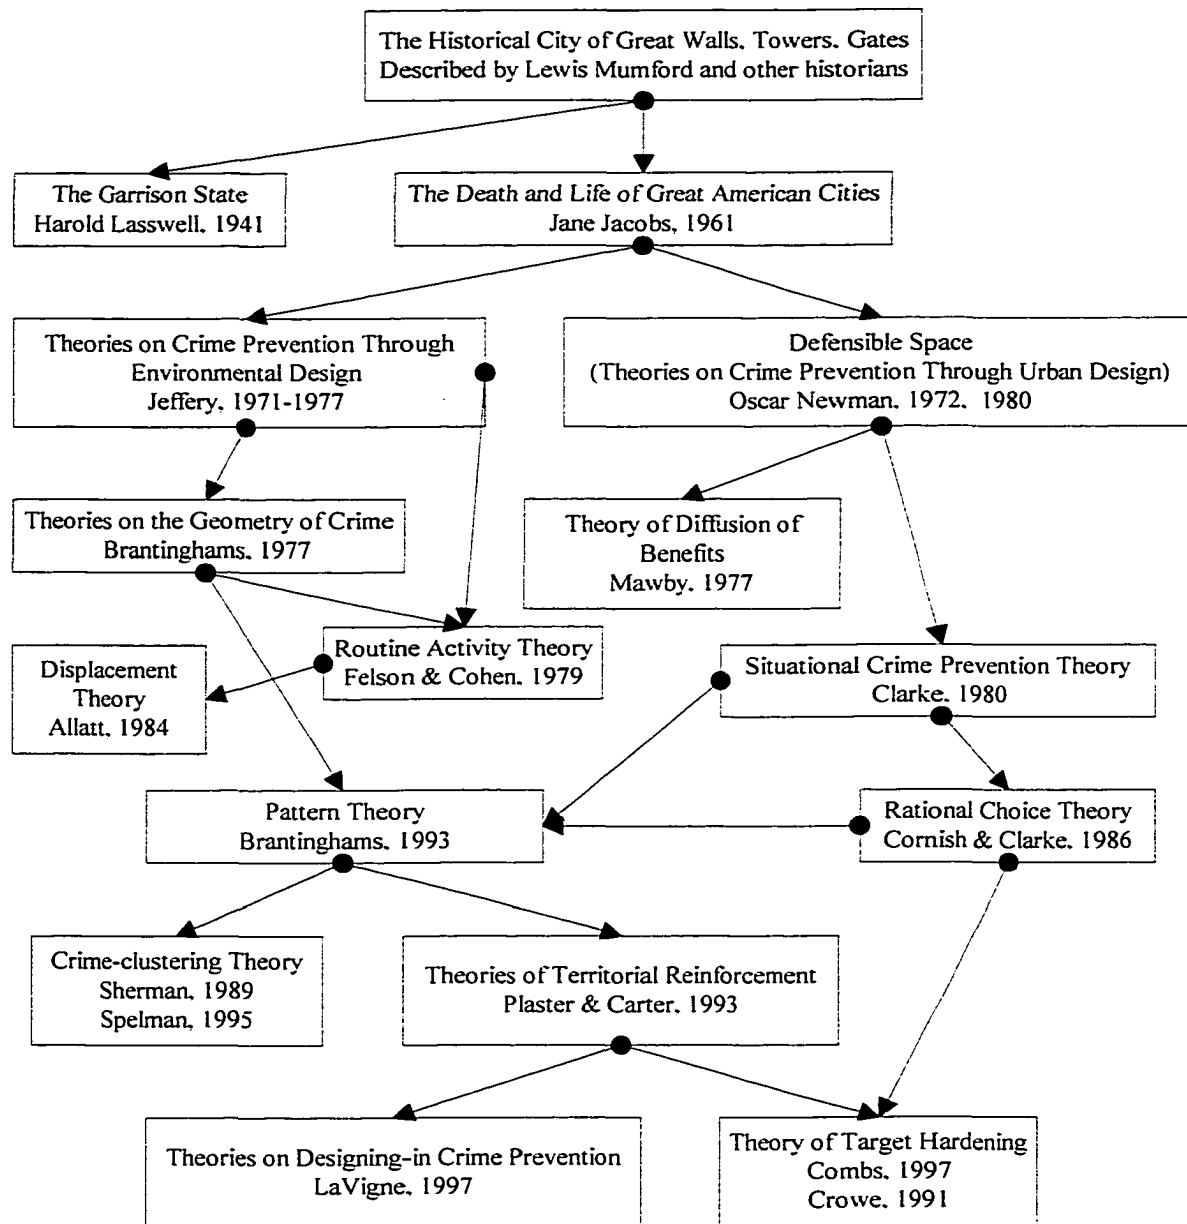 The Historical City of Great Walls, Towers, Gates
Described by Lewis Mumford and other historians
The Garrison State
Harold Lasswell, 1941
The Death and Life of Great American Cities
Jane Jacobs, 1961
Theories on Crime Prevention Through
Environmental Design
Jeffery, 1971-1977
Defensible Space
(Theories on Crime Prevention Through Urban Design)
Oscar Newman, 1972, 1980
Theories on the Geometry of Crime
Brantinghams, 1977
Theory of Diffusion of
Benefits
Mawby, 1977
Displacement
Theory
Allatt, 1984
Routine Activity Theory
Felson & Cohen, 1979
Situational Crime Prevention Theory
Clarke, 1980
Pattern Theory
Brantinghams, 1993
Rational Choice Theory
Cornish & Clarke, 1986
Crime-clustering Theory
Sherman, 1989
Spelman, 1995
Theories of Territorial Reinforcement
Plaster & Carter, 1993
Theories on Designing-in Crime Prevention
LaVigne, 1997
Theory of Target Hardening
Combs, 1997
Crowe, 1991